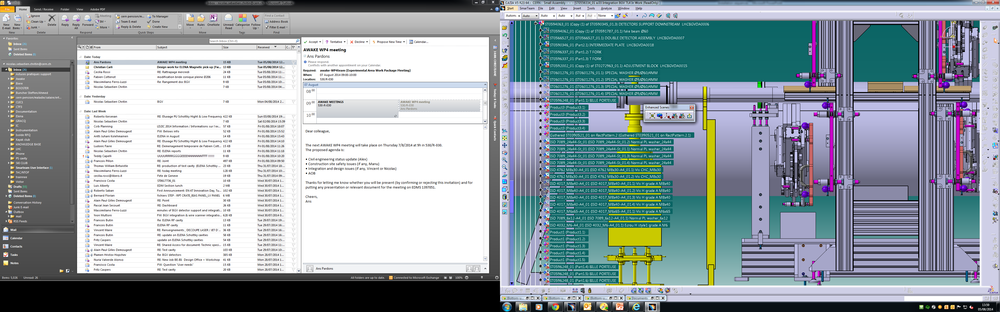 Inbox - nicolas.sebastien.chritin@cern.ch - Microsoft Outlook
File Home Send / Receive Folder View Adobe PDF
New E-mail
New Items
New
Ignore
Clean Up
Junk
Delete
Delete
Reply
Reply All
Forward
Meeting
IM
More
Respond
cern pension/m... To Manager
Team E-mail Done
Reply & Delete Create New
Quick Steps
Move
Rules
OneNote
Move
Unread/ Read
Categorize
Follow Up
Tags
Find a Contact
Address Book
Filter E-mail
Find
Favorites
Inbox (26)
Sent Items
Deleted Items (8)
nicolas.sebastien.chritin@cern.ch
Inbox (26)
Astuces pratiques support
Awake
Biere
BOOSTER
Buncher Steffen/Ahmed
cern pension/maladie/salaire/ert...
CLIC1
CTF3
Documentation
Elena
GRACQ
IC
Instrumentation
Isolde RFQ
Kayak club
kNOWLEDGE BASE
LHC
Phone
PS cavity
SKI CLUB
Smarteam User Interface (1)
TAC/NTOF
trainnee
Victor
Drafts [55]
Sent Items
Deleted Items (8)
Conversation History
Junk E-mail
Outbox
mail
RSS Feeds
Mail
Calendar
Contacts
Tasks
Notes
Items: 5,026 Unread: 26
Search Inbox (Ctrl+E)
From Subject Size Received C...
Date: Today
Ans Pardons AWAKE WP4 meeting 15 KB Tue 05/08/2014 12...
Christian Carli Design work for ELENA Magnetic pick-up [Fw... 13 KB Tue 05/08/2014 12...
Cecilia Rossi RE: Rattrapage mercredi 24 KB Tue 05/08/2014 11:...
Fabien Cottenot modification bride conique pleine Ø206 11 KB Tue 05/08/2014 11:...
Massimiliano Ferro-Luzzi Re: Rangement doc BGV 9 KB Tue 05/08/2014 10:...
Nicolas Sebastien Chritin 7 KB Tue 05/08/2014 04:...
Date: Yesterday
Nicolas Sebastien Chritin BGV 7 KB Mon 04/08/2014 2...
Date: Last Week
Roberto Kersevan RE: Etuvage PU Schottky Hight & Low Frequency 422 KB Sun 03/08/2014 19:...
Nicolas Sebastien Chritin 7 KB Sat 02/08/2014 15:39
Ccrb Planning LD2IC 2014 Information / Informations sur l'ex... 57 KB Fri 01/08/2014 18:07
Alain Paul Gilles Demougeot FW: Belows info 52 KB Fri 01/08/2014 15:52
Antti Juhani Kolehmainen ELENA in August 14 KB Fri 01/08/2014 15:43
Alain Paul Gilles Demougeot RE: Etuvage PU Schottky Hight & Low Frequency 422 KB Fri 01/08/2014 14:10
Ludovic Favre RE: Demenagement temporaire de Fabien Cott... 15 KB Fri 01/08/2014 11:26
Nicolas Sebastien Chritin RE: ELENA reports 11 KB Fri 01/08/2014 11:18
Teddy Capelli 9 KB Fri 01/08/2014 10:20
Francois Pillon RE: Joint 497 KB Fri 01/08/2014 09:50
Thomas William Birtwistle RE: production of test cavity (ELENA Schottky ... 23 KB Thu 31/07/2014 18:...
Massimiliano Ferro-Luzzi RE: today meeting 128 KB Thu 31/07/2014 10:...
cecilia.rossi@libero.it Fete de Geneve 19 KB Thu 31/07/2014 09:...
Francisco Costa ST0617736_01 10 KB Wed 30/07/2014 1...
Luis Alberty EDM Section lunch 2 MB Wed 30/07/2014 1...
Roberto Saban First Announcement: EN-KT Innovation Day, Tu... 102 KB Wed 30/07/2014 1...
Bernard Florian fichiers STEP - RPT CRATE_BIAS PANEL_LV PANEL 6 MB Wed 30/07/2014 1...
Alain Paul Gilles Demougeot RE: Point 30 KB Wed 30/07/2014 1...
Pascal Jean Secouet RE: Dashboard 26 KB Wed 30/07/2014 1...
Massimiliano Ferro-Luzzi minutes of BGV detector support and integrati... 10 KB Wed 30/07/2014 1...
Yvon Muttoni FW: BGV integration & wire scanner integratio... 628 KB Wed 30/07/2014 0...
Francois Butin Re: ELENA RF cavity 13 KB Tue 29/07/2014 19:...
Francois Butin ELENA RF cavity 11 KB Tue 29/07/2014 16:...
Vincent Maire RE: Renseignements , DECOUPE LASER / JET D'... 36 KB Tue 29/07/2014 16:...
Francois Butin RE: update on ELENA Schottky cavities 58 KB Tue 29/07/2014 16:...
Fritz Caspers update on ELENA Schottky cavities 54 KB Tue 29/07/2014 15:...
Vincent Maire RE: Shared Access for document: Technic speci... 15 KB Tue 29/07/2014 11:...
Alain Paul Gilles Demougeot RE: Test cavity 103 KB Tue 29/07/2014 10:...
Plamen Hristov Hopchev Re: BGV detectors 385 KB Mon 28/07/2014 1...
Nuria Valverde Alonso RE: New Job BE-BI: Design Office + Workshop 41 KB Mon 28/07/2014 1...
Francisco Costa FW: Question "User needs" 15 KB Mon 28/07/2014 1...
Fritz Caspers RE: Test cavity 20 KB Mon 28/07/2014 1...
Accept Tentative Decline Propose New Time Calendar...
AWAKE WP4 meeting
Ans Pardons
Please respond.
Conflicts with another appointment on your Calendar.
Required: awake-WP4team (Experimental Area Work Package Meeting)
When: 07 August 2014 09:00-10:00
Location: 530/R-030
07 August
08 00
09 00
AWAKE MEETINGS
530-R-030
AWAKE WP4 meeting
530/R-030
Ans Pardons
10 00
Dear colleague,
The next AWAKE WP4 meeting will take place on Thursday 7/8/2014 at 9h in 530/R-030.
The proposed agenda is:
• Civil engineering status update (Alex)
• Construction site safety issues (if any, Manu)
• Integration and design issues (if any, Vincent or Nicolas)
• AOB
Thanks for letting me know whether you will be present (by confirming or rejecting this invitation) and for
putting any presentation or relevant document for the meeting on EDMS 1397051.
Cheers,
Ans
Ans Pardons
All folders are up to date. Connected to Microsoft Exchange 100%
14:00: CHRISTIANE
Today: 0 Tasks
Quick Contacts
CATIA V5 R23 64 - CERN : Small Assembly - - - [ST0556334_01 a.03 Integration BGV 7L4 In Work (ReadOnly) ]
Start SmarTeam File Edit View Insert Tools Analyze Window Help
Autom. Auto Auto Auto Aut Aut None
ST0594063_01 (Copy (1) of ST0590345_01.3) DETECTORS SUPPORT DOWNSTREAM LHCBGVDA0006
ST0594062_01 (Copy (1) of ST0591787_01.1) fake beam Ø60
ST0566527_01 (ST0566527_01.1) DOUBLE DETECTOR ASSEMBLY LHCBGVDA0007
ST0590346_01 (Part2.1) INTERMEDIATE PLATE LHCBGVDA0018
ST0596337_01 (Part1.2) T FORK
ST0596337_01 (Part1.3) T FORK
ST0592002_01 (Copy (1) of ST0272963_01.1) ADJUSTMENT BLOCK LHCBGVDA0015
ST0601276_01 (ST0601276_01.1) SPECIAL WASHER Ø9/Ø60/4MM
ST0601276_01 (ST0601276_01.2) SPECIAL WASHER Ø9/Ø60/4MM
ST0601276_01 (ST0601276_01.3) SPECIAL WASHER Ø9/Ø60/4MM
ST0601276_01 (ST0601276_01.4) SPECIAL WASHER Ø9/Ø60/4MM
ST0596248_01 (Part1.1) BILLE PORTEUSE
Product3 (Product3.1)
Product3 (Product3.2)
Product3 (Product3.3)
Product3 (Product3.4)
Gathered ST0390521_01 on RectPattern.2 (Gathered ST0390521_01 on RectPattern.2.1)
ISO 7089_24x44-St_01 (ISO 7089_24x44-St_01.2) Normal PL washer_24x44
ISO 7089_24x44-St_01 (ISO 7089_24x44-St_01.1) Normal PL washer_24x44
ISO 7089_24x44-St_01 (ISO 7089_24x44-St_01.3) Normal PL washer_24x44
ISO 7089_24x44-St_01 (ISO 7089_24x44-St_01.4) Normal PL washer_24x44
ISO 4762 M8x30-A4_01 (ISO 4762 M8x30-A4_01.1) Vis CHC_M8x30
ISO 4762 M8x30-A4_01 (ISO 4762 M8x30-A4_01.2) Vis CHC_M8x30
ISO 4017_M8x40-A4_01 (ISO 4017_M8x40-A4_01.1) Vis H grade A M8x40
ISO 4017_M8x40-A4_01 (ISO 4017_M8x40-A4_01.2) Vis H grade A M8x40
ISO 4017_M8x40-A4_01 (ISO 4017_M8x40-A4_01.3) Vis H grade A M8x40
ISO 4017_M8x40-A4_01 (ISO 4017_M8x40-A4_01.4) Vis H grade A M8x40
ISO 4017_M6x65-A4_01 (ISO 4017_M6x65-A4_01.1) Vis H grade A M6x65
ISO 7089_6x12-A4_01 (ISO 7089_6x12-A4_01.1) Normal PL washer_6x12
ISO 4032_M6-A4_01 (ISO 4032_M6-A4_01.1) Ecrou H style1 grade A M6
Product1 (Product1.1)
Product1 (Product1.2)
Product1 (Product1.3)
Product1 (Product1.4)
Product1 (Product1.5)
ST0596248_01 (Part1.4) BILLE PORTEUSE
ST0596248_01 (Part1.5) BILLE PORTEUSE
ST0596248_01 (Part1.6) BILLE PORTEUSE
Enhanced Scenes
(Bottom-u... (Bottom-u... (Bottom-u... Documents
CATIA
13:59
05/08/2014